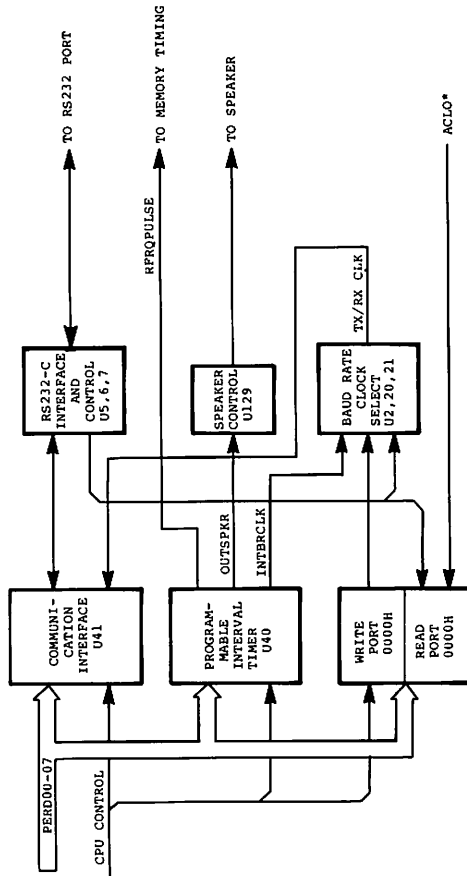 PERD00-07
CPU CONTROL
COMMUNI-
CATION
INTERFACE
U41
RS232-C
INTERFACE
AND
CONTROL
U5,6,7
TO RS232 PORT
PROGRAM-
MABLE
INTERVAL
TIMER
U40
RFRQPULSE
TO MEMORY TIMING
OUTSPKR
SPEAKER
CONTROL
U129
TO SPEAKER
INTBRCLK
BAUD RATE
CLOCK
SELECT
U2,20,21
TX/RX CLK
WRITE
PORT
0000H
READ
PORT
0000H
ACLO*